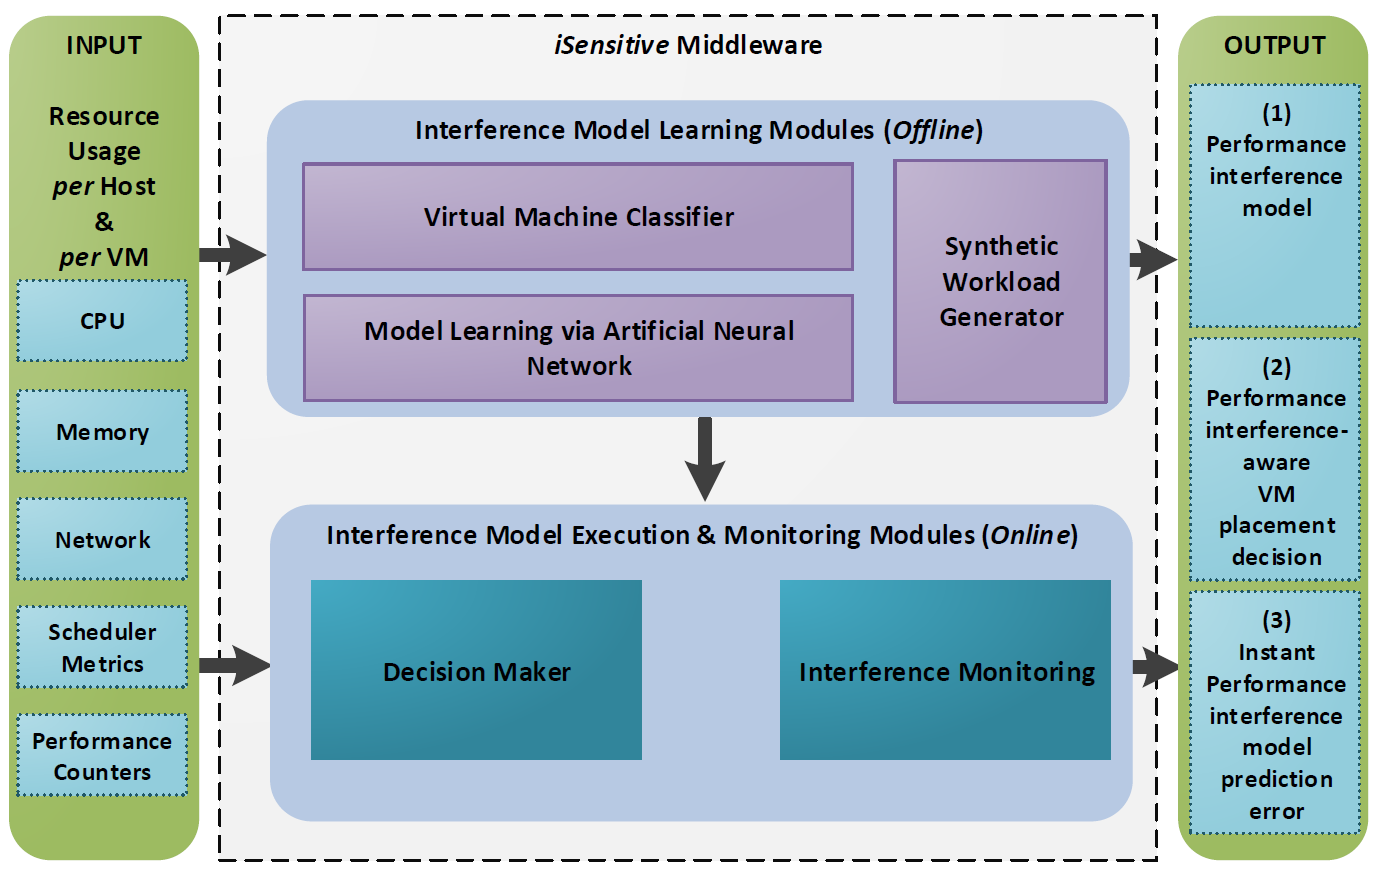 INPUT
Resource
Usage
per Host
&
per VM
CPU
Memory
Network
Scheduler
Metrics
Performance
Counters
iSensitive Middleware
Interference Model Learning Modules (Offline)
Virtual Machine Classifier
Model Learning via Artificial Neural
Network
Synthetic
Workload
Generator
Interference Model Execution & Monitoring Modules (Online)
Decision Maker
Interference Monitoring
OUTPUT
(1)
Performance
interference
model
(2)
Performance
interference-
aware
VM
placement
decision
(3)
Instant
Performance
interference
model
prediction
error